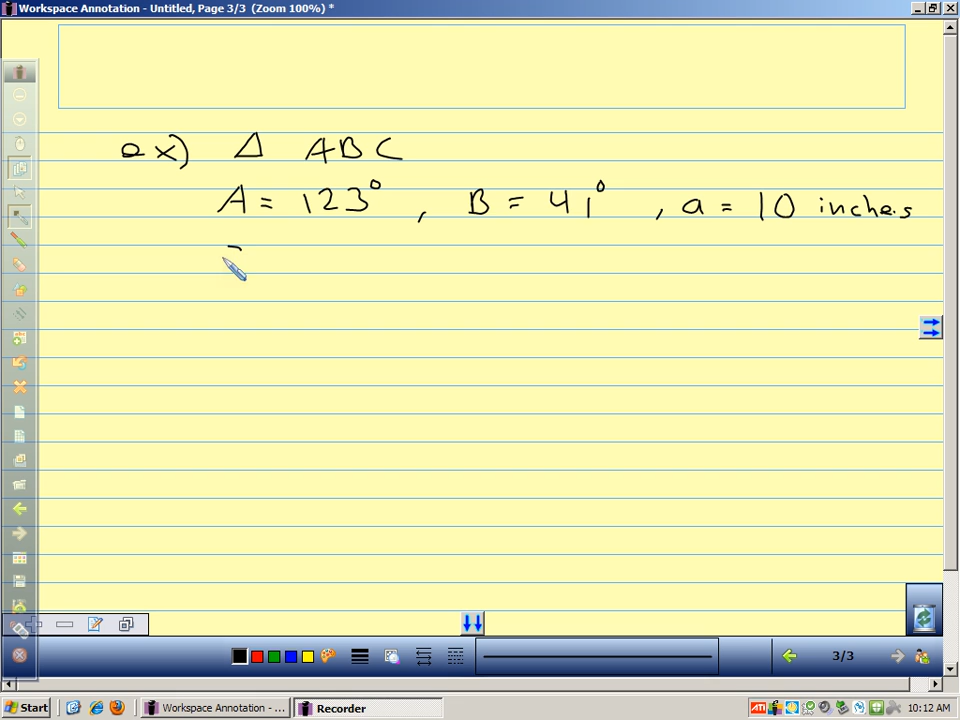 Workspace Annotation - Untitled, Page 3/3 (Zoom 100%) *
ex) Δ ABC
A = 123° , B = 41° , a = 10 inches
3/3
Start
Workspace Annotation - ...
Recorder
ATI
10:12 AM